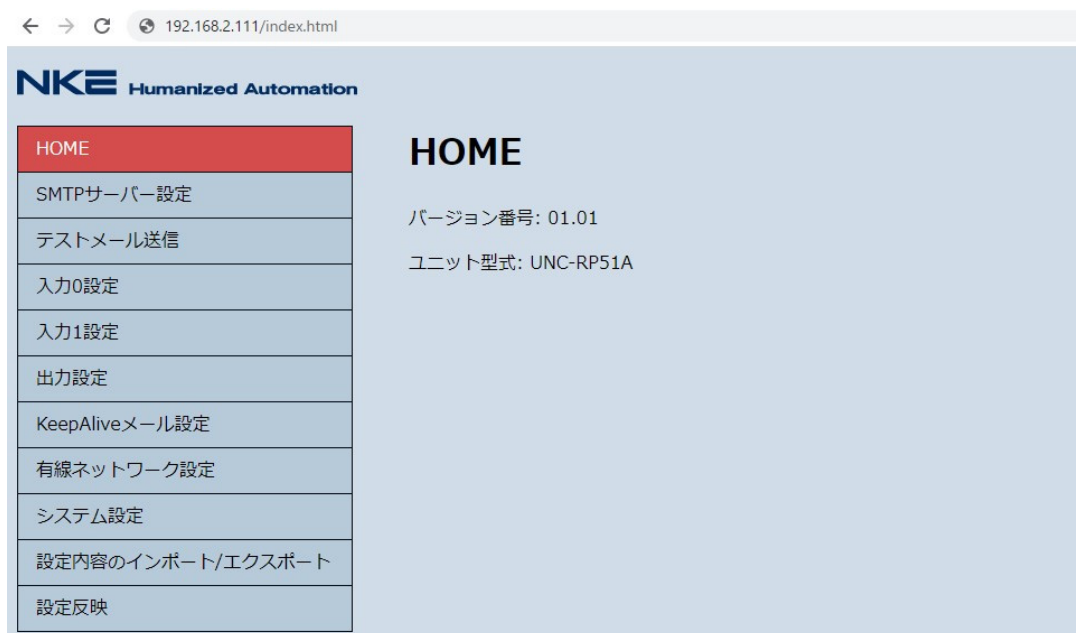 192.168.2.111/index.html
NKE Humanized Automation
HOME
SMTPサーバー設定
テストメール送信
入力0設定
入力1設定
出力設定
KeepAliveメール設定
有線ネットワーク設定
システム設定
設定内容のインポート/エクスポート
設定反映
HOME
バージョン番号: 01.01
ユニット型式: UNC-RP51A